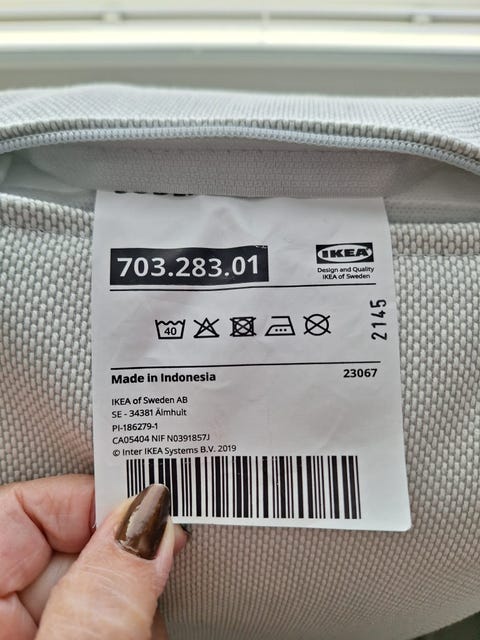 703.283.01
IKEA
Design and Quality
IKEA of Sweden
40
2145
Made in Indonesia
23067
IKEA of Sweden AB
SE - 34381 Älmhult
PI-186279-1
CA05404 NIF N0391857J
© Inter IKEA Systems B.V. 2019